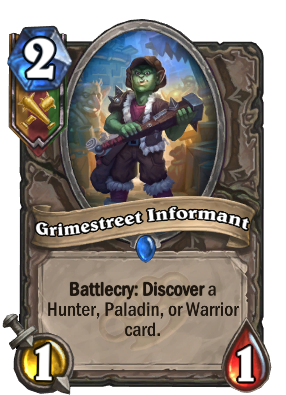 2
Grimestreet Informant
Battlecry: Discover a
Hunter, Paladin, or Warrior
card.
1
1